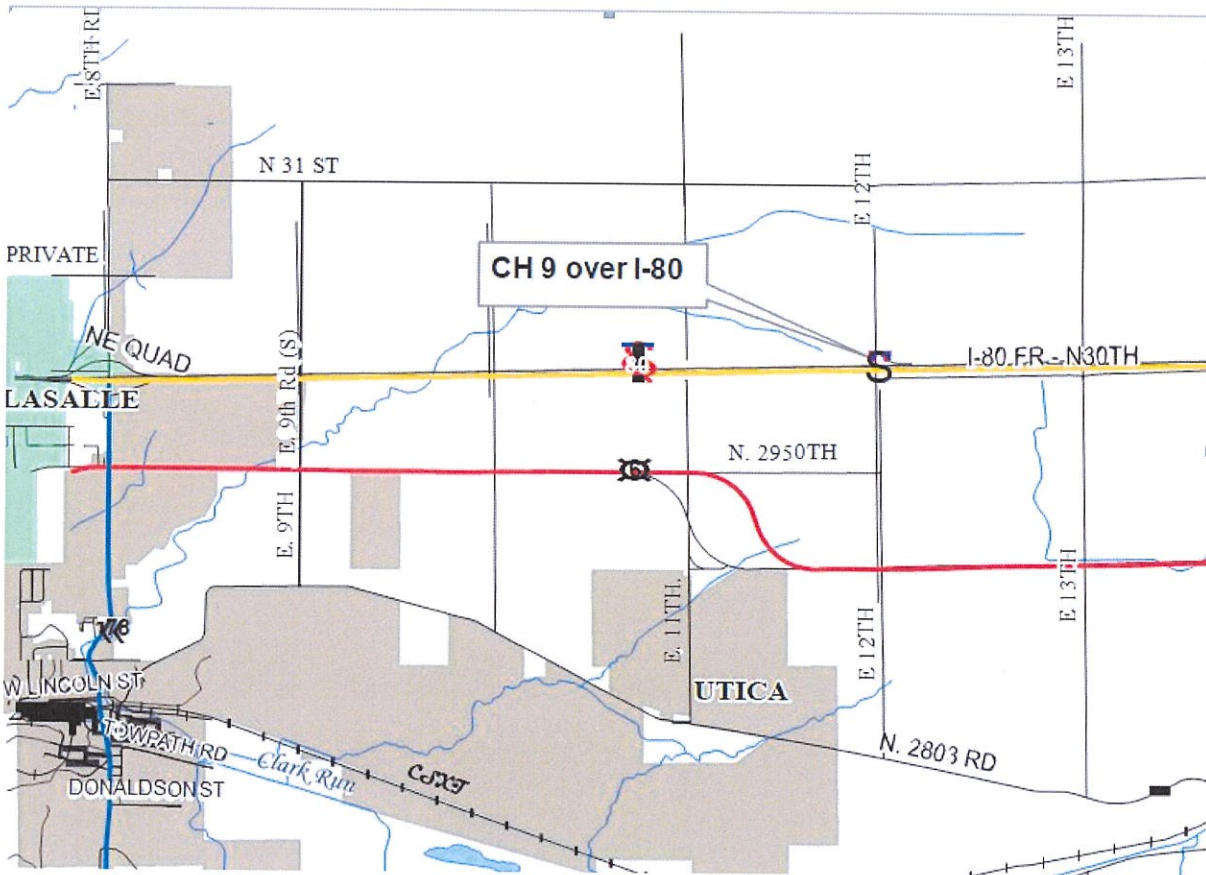 E 8TH RD
E 13TH
N 31 ST
E 12TH
PRIVATE
CH 9 over I-80
NE QUAD
E. 9th Rd (S)
S
I-80 FR - N30TH
LASALLE
N. 2950TH
E. 9TH
E. 11TH.
E 12TH
E 13TH
UTICA
W LINCOLN ST
TOWPATH RD
Clark Run
CSXT
N. 2803 RD
DONALDSON ST